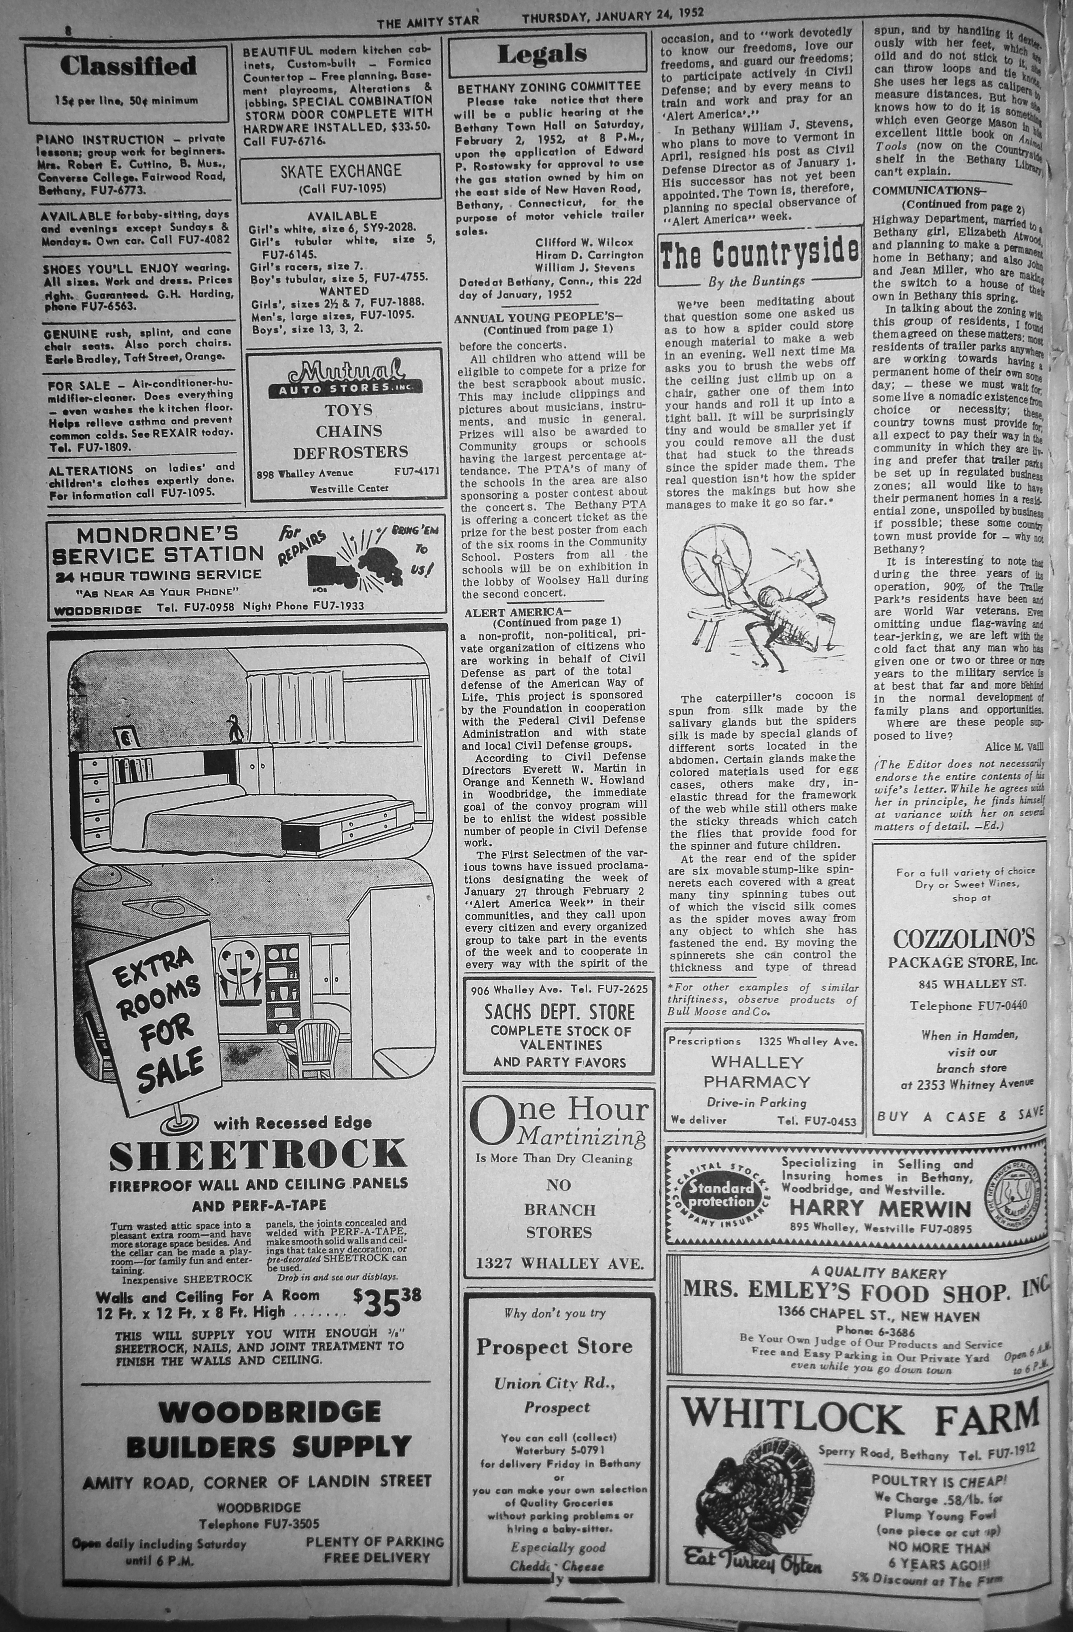 8
THE AMITY STAR THURSDAY, JANUARY 24, 1952
Classified
15¢ per line, 50¢ minimum
PIANO INSTRUCTION — private
lessons; group work for beginners.
Mrs. Robert E. Cuttino, B. Mus.,
Converse College. Fairwood Road,
Bethany, FU7-6773.
AVAILABLE for baby-sitting, days
and evenings except Sundays &
Mondays. Own car. Call FU7-4082
SHOES YOU'LL ENJOY wearing.
All sizes. Work and dress. Prices
right. Guaranteed. G.H. Harding,
phone FU7-6563.
GENUINE rush, splint, and cane
chair seats. Also porch chairs.
Earle Bradley, Taft Street, Orange.
FOR SALE — Air-conditioner-hu-
midifier-cleaner. Does everything
— even washes the kitchen floor.
Helps relieve asthma and prevent
common colds. See REXAIR today.
Tel. FU7-1809.
ALTERATIONS on ladies' and
children's clothes expertly done.
For information call FU7-1095.
BEAUTIFUL modern kitchen cab-
inets, Custom-built — Formica
Counter top — Free planning. Base-
ment playrooms, Alterations &
jobbing. SPECIAL COMBINATION
STORM DOOR COMPLETE WITH
HARDWARE INSTALLED, $33.50.
Call FU7-6716.
SKATE EXCHANGE
(Call FU7-1095)
AVAILABLE
Girl's white, size 6, SY9-2028.
Girl's tubular white, size 5,
FU7-6145.
Girl's racers, size 7.
Boy's tubular, size 5, FU7-4755.
WANTED
Girls', sizes 2½ & 7, FU7-1888.
Men's, large sizes, FU7-1095.
Boys', size 13, 3, 2.
Mutual
AUTO STORES, INC.
TOYS
CHAINS
DEFROSTERS
898 Whalley Avenue FU7-4171
Westville Center
MONDRONE'S
SERVICE STATION
24 HOUR TOWING SERVICE
"AS NEAR AS YOUR PHONE"
WOODBRIDGE Tel. FU7-0958 Night Phone FU7-1933
For
REPAIRS
BRING 'EM
TO
US!
EXTRA
ROOMS
FOR
SALE
with Recessed Edge
SHEETROCK
FIREPROOF WALL AND CEILING PANELS
AND PERF-A-TAPE
Turn wasted attic space into a
pleasant extra room—and have
more storage space besides. And
the cellar can be made a play-
room—for family fun and enter-
taining.
Inexpensive SHEETROCK
panels, the joints concealed and
welded with PERF-A-TAPE,
make smooth solid walls and ceil-
ings that take any decoration, or
pre-decorated SHEETROCK can
be used.
Drop in and see our displays.
Walls and Ceiling For A Room
12 Ft. x 12 Ft. x 8 Ft. High ....... $35.38
THIS WILL SUPPLY YOU WITH ENOUGH 3/8"
SHEETROCK, NAILS, AND JOINT TREATMENT TO
FINISH THE WALLS AND CEILING.
WOODBRIDGE
BUILDERS SUPPLY
AMITY ROAD, CORNER OF LANDIN STREET
WOODBRIDGE
Telephone FU7-3505
Open daily including Saturday
until 6 P.M.
PLENTY OF PARKING
FREE DELIVERY
Legals
BETHANY ZONING COMMITTEE
Please take notice that there
will be a public hearing at the
Bethany Town Hall on Saturday,
February 2, 1952, at 8 P.M.,
upon the application of Edward
P. Rostowsky for approval to use
the gas station owned by him on
the east side of New Haven Road,
Bethany, Connecticut, for the
purpose of motor vehicle trailer
sales.
Clifford W. Wilcox
Hiram D. Carrington
William J. Stevens
Dated at Bethany, Conn., this 22d
day of January, 1952
ANNUAL YOUNG PEOPLE'S—
(Continued from page 1)
before the concerts.
All children who attend will be
eligible to compete for a prize for
the best scrapbook about music.
This may include clippings and
pictures about musicians, instru-
ments, and music in general.
Prizes will also be awarded to
Community groups or schools
having the largest percentage at-
tendance. The PTA's of many of
the schools in the area are also
sponsoring a poster contest about
the concerts. The Bethany PTA
is offering a concert ticket as the
prize for the best poster from each
of the six rooms in the Community
School. Posters from all the
schools will be on exhibition in
the lobby of Woolsey Hall during
the second concert.
ALERT AMERICA—
(Continued from page 1)
a non-profit, non-political, pri-
vate organization of citizens who
are working in behalf of Civil
Defense as part of the total
defense of the American Way of
Life. This project is sponsored
by the Foundation in cooperation
with the Federal Civil Defense
Administration and with state
and local Civil Defense groups.
According to Civil Defense
Directors Everett W. Martin in
Orange and Kenneth W. Howland
in Woodbridge, the immediate
goal of the convoy program will
be to enlist the widest possible
number of people in Civil Defense
work.
The First Selectmen of the var-
ious towns have issued proclama-
tions designating the week of
January 27 through February 2
"Alert America Week" in their
communities, and they call upon
every citizen and every organized
group to take part in the events
of the week and to cooperate in
every way with the spirit of the
906 Whalley Ave. Tel. FU7-2625
SACHS DEPT. STORE
COMPLETE STOCK OF
VALENTINES
AND PARTY FAVORS
One Hour
Martinizing
Is More Than Dry Cleaning
NO
BRANCH
STORES
1327 WHALLEY AVE.
Why don't you try
Prospect Store
Union City Rd.,
Prospect
You can call (collect)
Waterbury 5-0791
for delivery Friday in Bethany
or
you can make your own selection
of Quality Groceries
without parking problems or
hiring a baby-sitter.
Especially good
Cheddar Cheese
occasion, and to "work devotedly
to know our freedoms, love our
freedoms, and guard our freedoms;
to participate actively in Civil
Defense; and by every means to
train and work and pray for an
'Alert America'."
In Bethany William J. Stevens,
who plans to move to Vermont in
April, resigned his post as Civil
Defense Director as of January 1.
His successor has not yet been
appointed. The Town is, therefore,
planning no special observance of
"Alert America" week.
The Countryside
By the Buntings
We've been meditating about
that question some one asked us
as to how a spider could store
enough material to make a web
in an evening. Well next time Ma
asks you to brush the webs off
the ceiling just climb up on a
chair, gather one of them into
your hands and roll it up into a
tight ball. It will be surprisingly
tiny and would be smaller yet if
you could remove all the dust
that had stuck to the threads
since the spider made them. The
real question isn't how the spider
stores the makings but how she
manages to make it go so far.*
The caterpiller's cocoon is
spun from silk made by the
salivary glands but the spiders
silk is made by special glands of
different sorts located in the
abdomen. Certain glands make the
colored materials used for egg
cases, others make dry, in-
elastic thread for the framework
of the web while still others make
the sticky threads which catch
the flies that provide food for
the spinner and future children.
At the rear end of the spider
are six movable stump-like spin-
nerets each covered with a great
many tiny spinning tubes out
of which the viscid silk comes
as the spider moves away from
any object to which she has
fastened the end. By moving the
spinnerets she can control the
thickness and type of thread
*For other examples of similar
thriftiness, observe products of
Bull Moose and Co.
Prescriptions 1325 Whalley Ave.
WHALLEY
PHARMACY
Drive-in Parking
We deliver Tel. FU7-0453
spun, and by handling it dexter-
ously with her feet, which are
oild and do not stick to it, she
can throw loops and tie knots.
She uses her legs as calipers to
measure distances. But how she
knows how to do it is something
which even George Mason in his
excellent little book on Animal
Tools (now on the Countryside
shelf in the Bethany Library)
can't explain.
COMMUNICATIONS—
(Continued from page 2)
Highway Department, married to a
Bethany girl, Elizabeth Atwood,
and planning to make a permanent
home in Bethany; and also John
and Jean Miller, who are making
the switch to a house of their
own in Bethany this spring.
In talking about the zoning with
this group of residents, I found
them agreed on these matters: most
residents of trailer parks anywhere
are working towards having a
permanent home of their own some
day; — these we must wait for;
some live a nomadic existence from
choice or necessity; these,
country towns must provide for;
all expect to pay their way in the
community in which they are liv-
ing and prefer that trailer parks
be set up in regulated business
zones; all would like to have
their permanent homes in a resid-
ential zone, unspoiled by business
if possible; these some country
town must provide for — why not
Bethany?
It is interesting to note that
during the three years of its
operation, 90% of the Trailer
Park's residents have been and
are World War veterans. Even
omitting undue flag-waving and
tear-jerking, we are left with the
cold fact that any man who has
given one or two or three or more
years to the military service is
at best that far and more behind
in the normal development of
family plans and opportunities.
Where are these people sup-
posed to live?
Alice M. Vaill
(The Editor does not necessarily
endorse the entire contents of his
wife's letter. While he agrees with
her in principle, he finds himself
at variance with her on several
matters of detail. —Ed.)
For a full variety of choice
Dry or Sweet Wines,
shop at
COZZOLINO'S
PACKAGE STORE, Inc.
845 WHALLEY ST.
Telephone FU7-0440
When in Hamden,
visit our
branch store
at 2353 Whitney Avenue
BUY A CASE & SAVE
CAPITAL STOCK
Standard
protection
COMPANY INSURANCE
Specializing in Selling and
Insuring homes in Bethany,
Woodbridge, and Westville.
HARRY MERWIN
895 Whalley, Westville FU7-0895
A QUALITY BAKERY
MRS. EMLEY'S FOOD SHOP. INC
1366 CHAPEL ST., NEW HAVEN
Phone: 6-3686
Be Your Own Judge of Our Products and Service
Free and Easy Parking in Our Private Yard
even while you go down town
Open 6 A.M.
to 6 P.M.
WHITLOCK FARM
Sperry Road, Bethany Tel. FU7-1912
Eat Turkey Often
POULTRY IS CHEAP!
We Charge .58/lb. for
Plump Young Fowl
(one piece or cut up)
NO MORE THAN
6 YEARS AGO!!!
5% Discount at The Farm